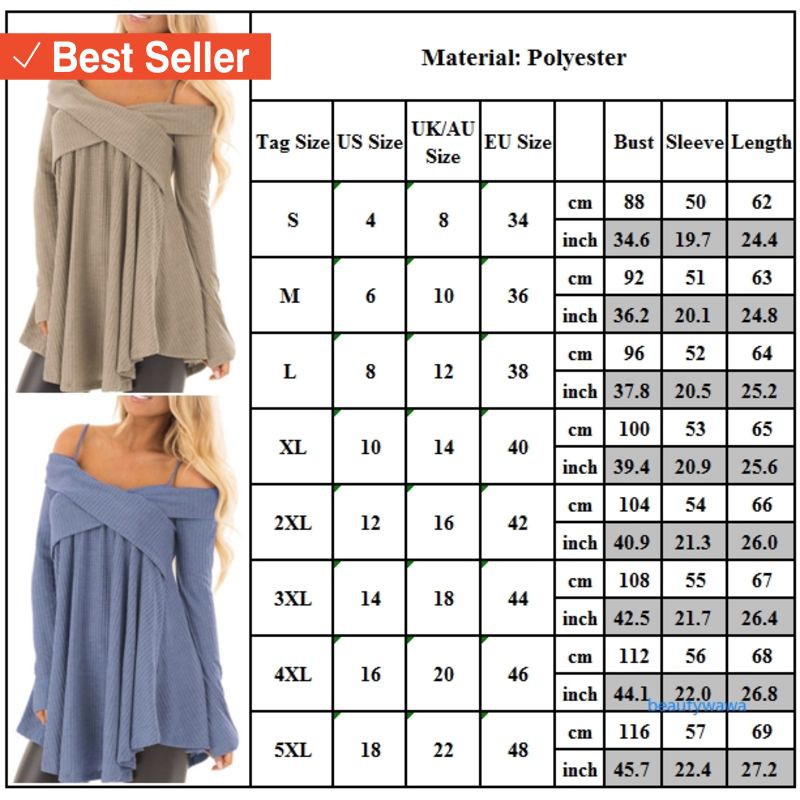 ✓ Best Seller
Material: Polyester
Tag Size US Size UK/AU Size EU Size Bust Sleeve Length
S 4 8 34 cm 88 50 62
inch 34.6 19.7 24.4
M 6 10 36 cm 92 51 63
inch 36.2 20.1 24.8
L 8 12 38 cm 96 52 64
inch 37.8 20.5 25.2
XL 10 14 40 cm 100 53 65
inch 39.4 20.9 25.6
2XL 12 16 42 cm 104 54 66
inch 40.9 21.3 26.0
3XL 14 18 44 cm 108 55 67
inch 42.5 21.7 26.4
4XL 16 20 46 cm 112 56 68
inch 44.1 22.0 26.8
beautywawa
5XL 18 22 48 cm 116 57 69
inch 45.7 22.4 27.2